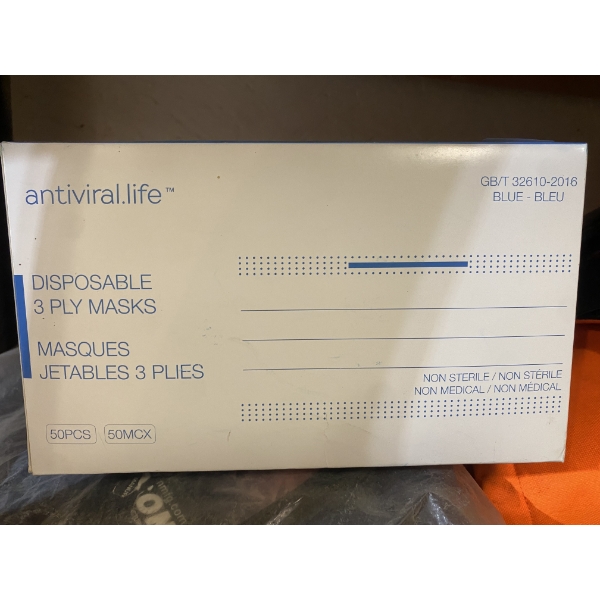 antiviral.life™
GB/T 32610-2016
BLUE - BLEU
DISPOSABLE
3 PLY MASKS
MASQUES
JETABLES 3 PLIES
NON STERILE / NON STÉRILE
NON MEDICAL / NON MÉDICAL
50PCS 50MCX